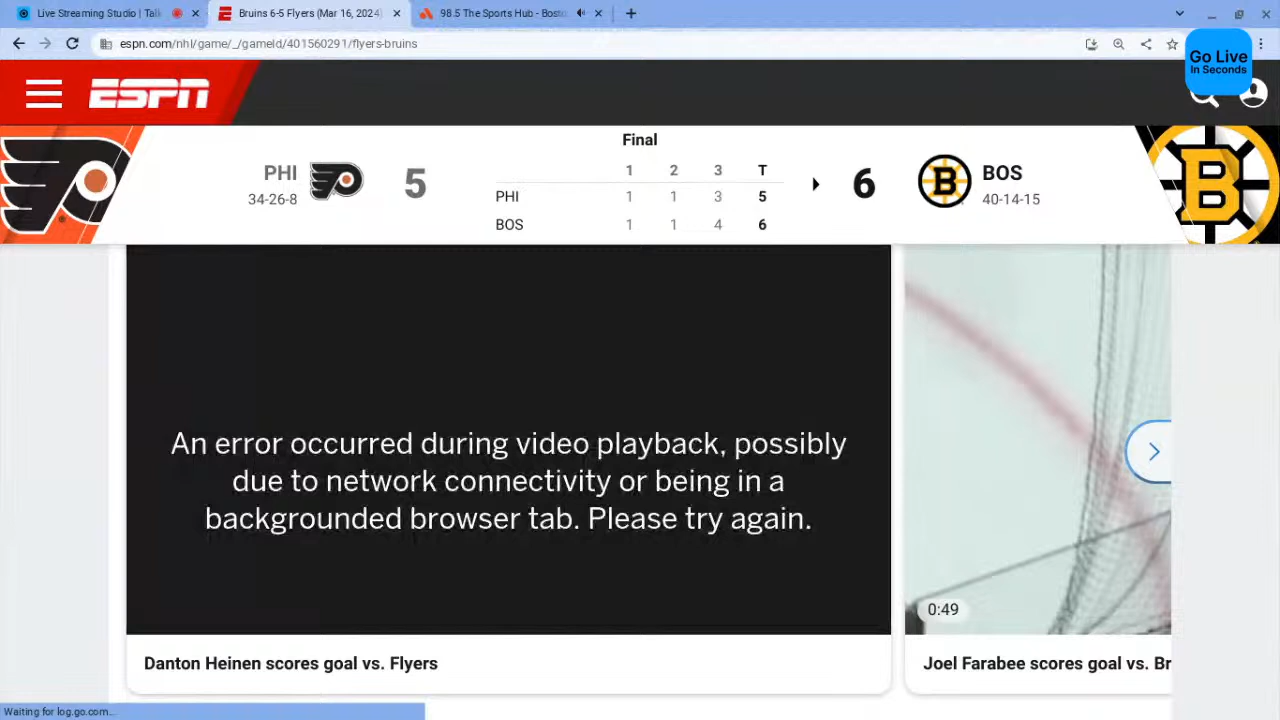 Live Streaming Studio | Talk
Bruins 6-5 Flyers (Mar 16, 2024)
98.5 The Sports Hub - Bosto
espn.com/nhl/game/_/gameId/401560291/flyers-bruins
Go Live
In Seconds
ESPN
Final
PHI
34-26-8
5
1 2 3 T
PHI 1 1 3 5
BOS 1 1 4 6
6
BOS
40-14-15
B
B
An error occurred during video playback, possibly
due to network connectivity or being in a
backgrounded browser tab. Please try again.
0:49
Danton Heinen scores goal vs. Flyers
Joel Farabee scores goal vs. Br
Waiting for log.go.com...